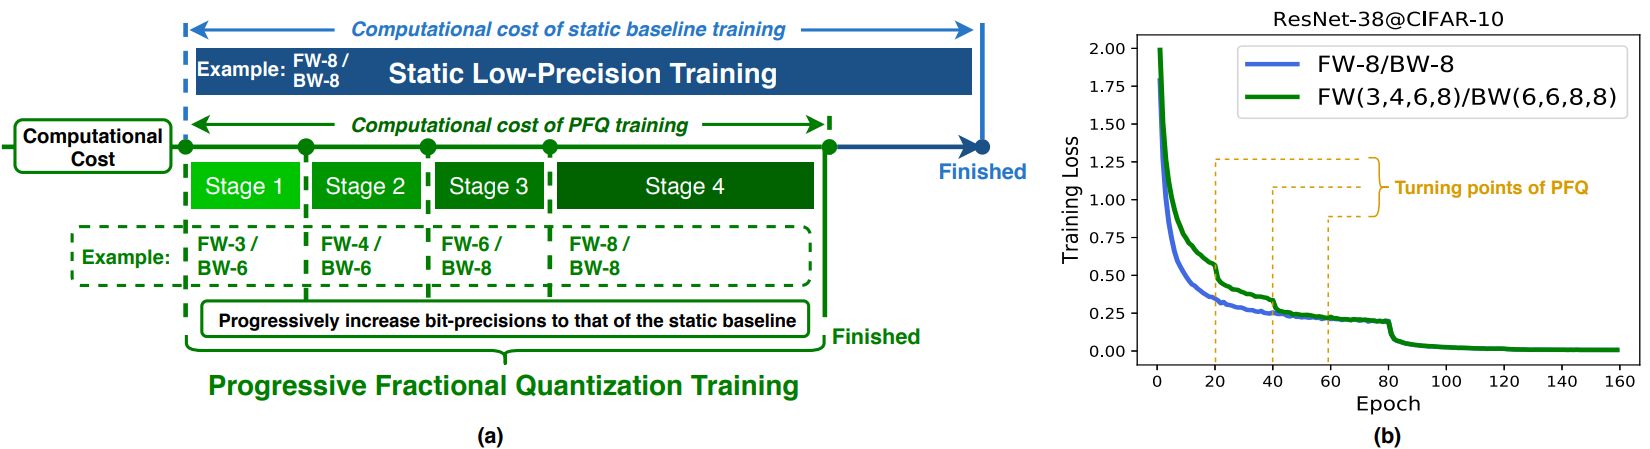 Computational cost of static baseline training
Example: FW-8 /
BW-8
Static Low-Precision Training
Computational cost of PFQ training
Computational
Cost
Finished
Stage 1
Stage 2
Stage 3
Stage 4
Example:
FW-3 /
BW-6
FW-4 /
BW-6
FW-6 /
BW-8
FW-8 /
BW-8
Progressively increase bit-precisions to that of the static baseline
Finished
Progressive Fractional Quantization Training
(a)
ResNet-38@CIFAR-10
FW-8/BW-8
FW(3,4,6,8)/BW(6,6,8,8)
Turning points of PFQ
Training Loss
2.00
1.75
1.50
1.25
1.00
0.75
0.50
0.25
0.00
0 20 40 60 80 100 120 140 160
Epoch
(b)